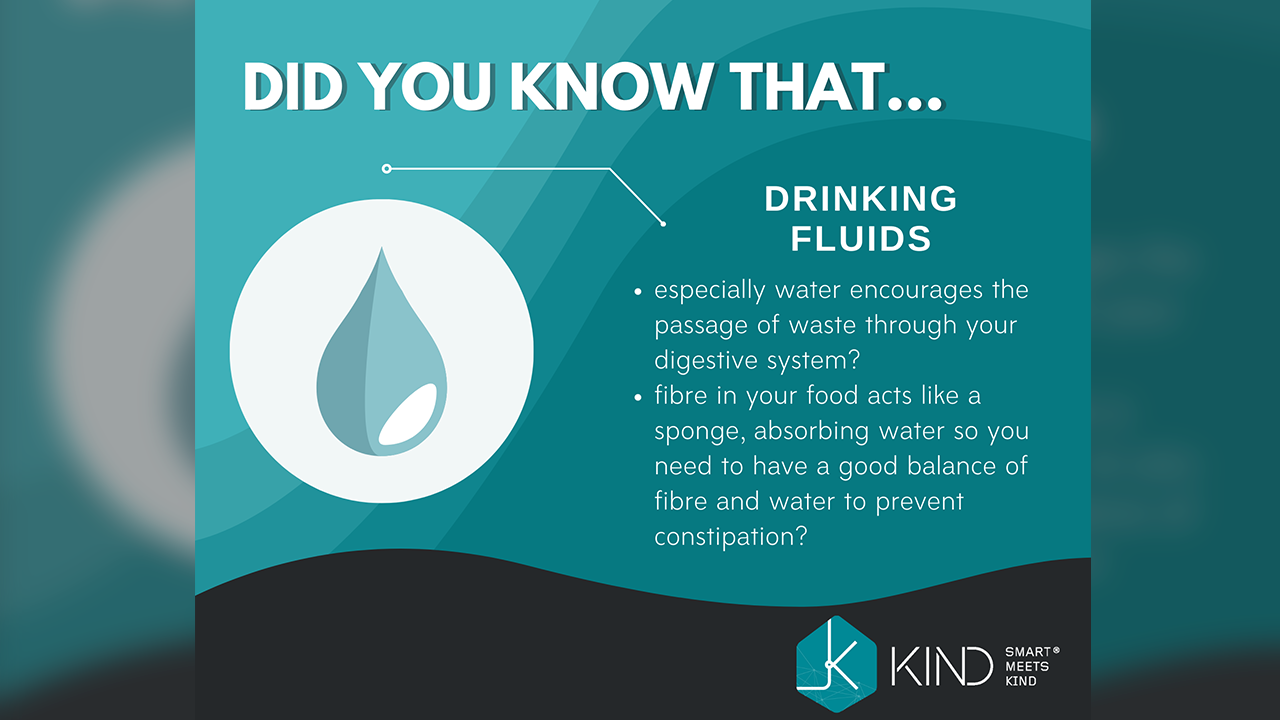 DID YOU KNOW THAT...
DRINKING
FLUIDS
• especially water encourages the
passage of waste through your
digestive system?
• fibre in your food acts like a
sponge, absorbing water so you
need to have a good balance of
fibre and water to prevent
constipation?
K KIND
SMART®
MEETS
KIND